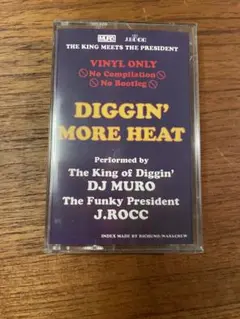 MURO J.ROCC
THE KING MEETS THE PRESIDENT
VINYL ONLY
No Compilation
No Bootleg
DIGGIN'
MORE HEAT
Performed by
The King of Diggin'
DJ MURO
The Funky President
J.ROCC